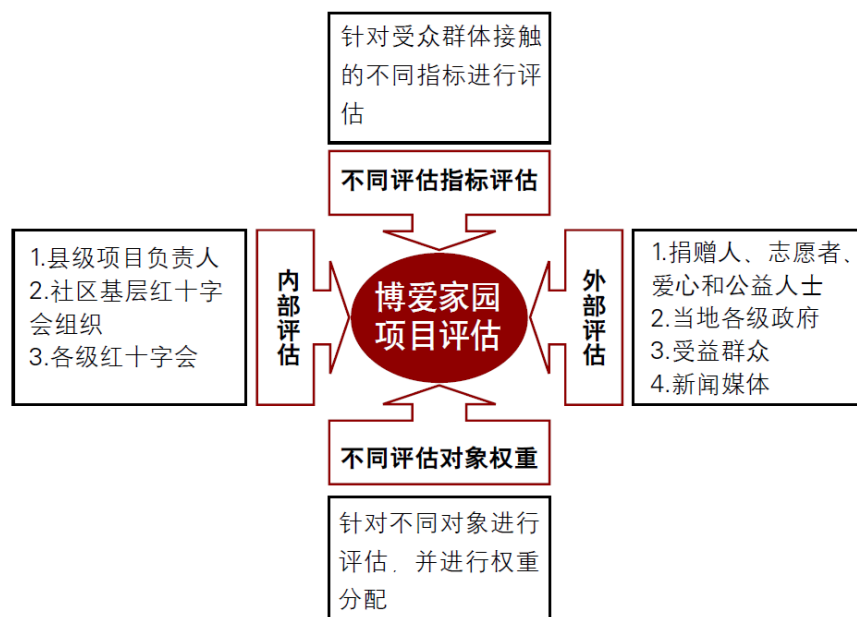 针对受众群体接触
的不同指标进行评
估
不同评估指标评估
1.县级项目负责人
2.社区基层红十字
会组织
3.各级红十字会
内部评估
博爱家园
项目评估
外部评估
1.捐赠人、志愿者、
爱心和公益人士
2.当地各级政府
3.受益群众
4.新闻媒体
不同评估对象权重
针对不同对象进行
评估．并进行权重
分配